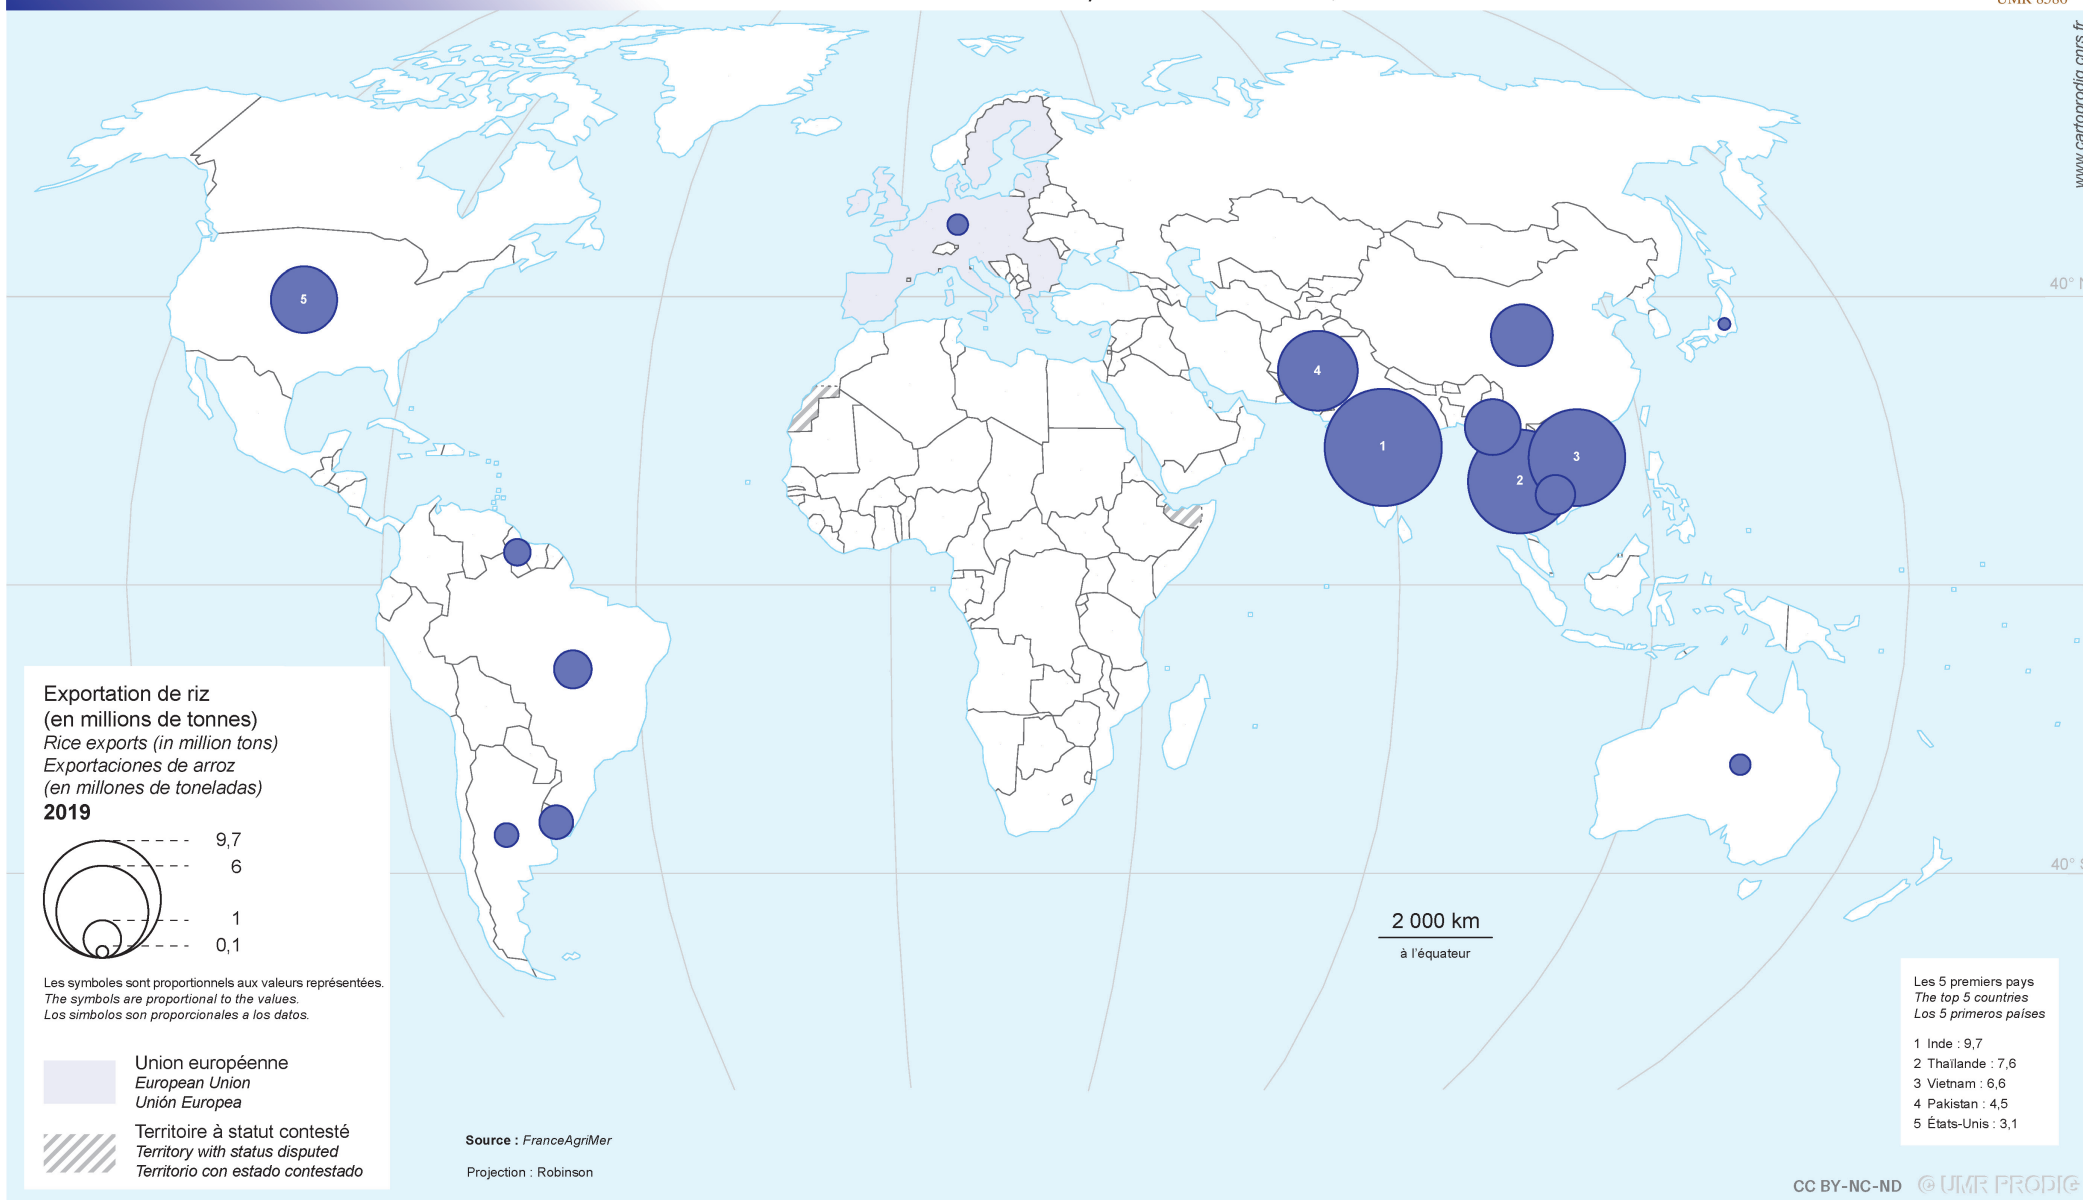 www.cartoprodig.cnrs.fr
40°
5
4
1
2
3
Exportation de riz
(en millions de tonnes)
Rice exports (in million tons)
Exportaciones de arroz
(en millones de toneladas)
2019
9,7
6
1
0,1
Les symboles sont proportionnels aux valeurs représentées.
The symbols are proportional to the values.
Los simbolos son proporcionales a los datos.
Union européenne
European Union
Unión Europea
Territoire à statut contesté
Territory with status disputed
Territorio con estado contestado
Source : FranceAgriMer
Projection : Robinson
2 000 km
à l'équateur
40°
Les 5 premiers pays
The top 5 countries
Los 5 primeros países
1 Inde : 9,7
2 Thaïlande : 7,6
3 Vietnam : 6,6
4 Pakistan : 4,5
5 États-Unis : 3,1
CC BY-NC-ND © UMR PRODIG